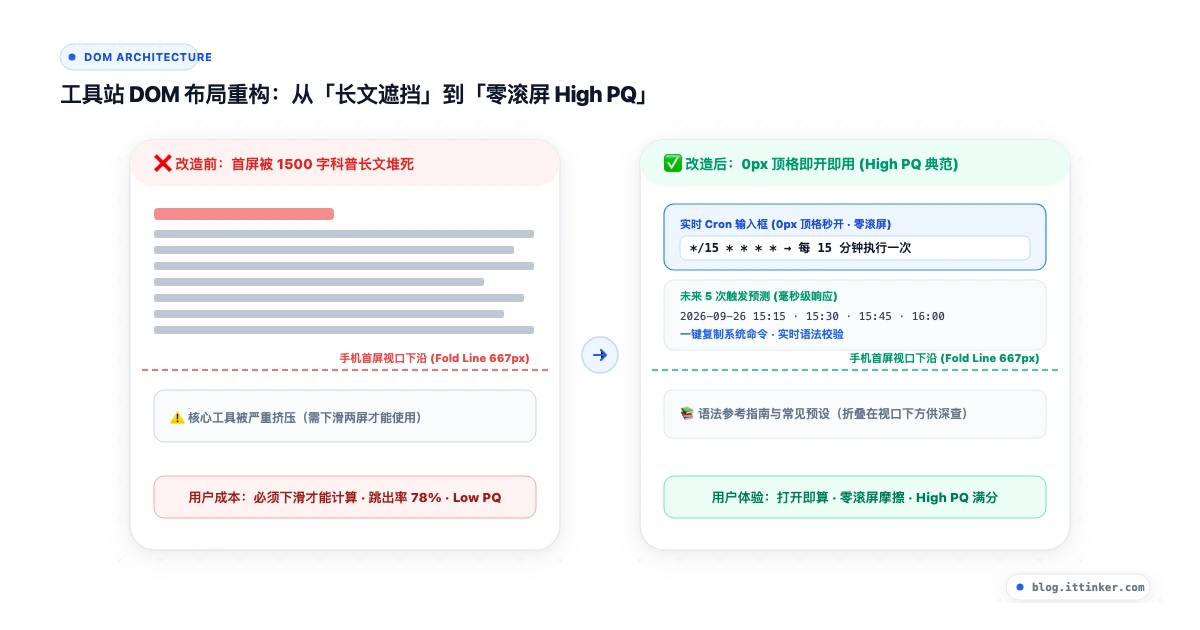 DOM ARCHITECTURE
工具站 DOM 布局重构：从「长文遮挡」到「零滚屏 High PQ」
❌ 改造前：首屏被 1500 字科普长文堆死
手机首屏视口下沿 (Fold Line 667px)
⚠️ 核心工具被严重挤压（需下滑两屏才能使用）
用户成本：必须下滑才能计算 · 跳出率 78% · Low PQ
→
✅ 改造后：0px 顶格即开即用 (High PQ 典范)
实时 Cron 输入框 (0px 顶格秒开 · 零滚屏)
*/15 * * * * → 每 15 分钟执行一次
未来 5 次触发预测 (毫秒级响应)
2026-09-26 15:15 · 15:30 · 15:45 · 16:00
一键复制系统命令 · 实时语法校验
手机首屏视口下沿 (Fold Line 667px)
📚 语法参考指南与常见预设（折叠在视口下方供深查）
用户体验：打开即算 · 零滚屏摩擦 · High PQ 满分
blog.ittinker.com